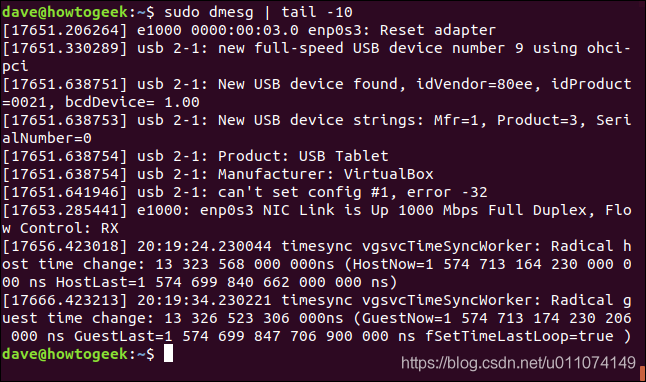 dave@howtogeek:~$ sudo dmesg | tail -10
[17651.206264] e1000 0000:00:03.0 enp0s3: Reset adapter
[17651.330289] usb 2-1: new full-speed USB device number 9 using ohci-
pci
[17651.638751] usb 2-1: New USB device found, idVendor=80ee, idProduct
=0021, bcdDevice= 1.00
[17651.638753] usb 2-1: New USB device strings: Mfr=1, Product=3, Seri
alNumber=0
[17651.638754] usb 2-1: Product: USB Tablet
[17651.638754] usb 2-1: Manufacturer: VirtualBox
[17651.641946] usb 2-1: can't set config #1, error -32
[17653.285441] e1000: enp0s3 NIC Link is Up 1000 Mbps Full Duplex, Flo
w Control: RX
[17656.423018] 20:19:24.230044 timesync vgsvcTimeSyncWorker: Radical h
ost time change: 13 323 568 000 000ns (HostNow=1 574 713 164 230 000 0
00 ns HostLast=1 574 699 840 662 000 000 ns)
[17666.423213] 20:19:34.230221 timesync vgsvcTimeSyncWorker: Radical g
uest time change: 13 326 523 306 000ns (GuestNow=1 574 713 174 230 206
 000 ns GuestLast=1 574 699 847 706 900 000 ns fSetTimeLastLoop=true )
dave@howtogeek:~$
https://blog.csdn.net/u011074149